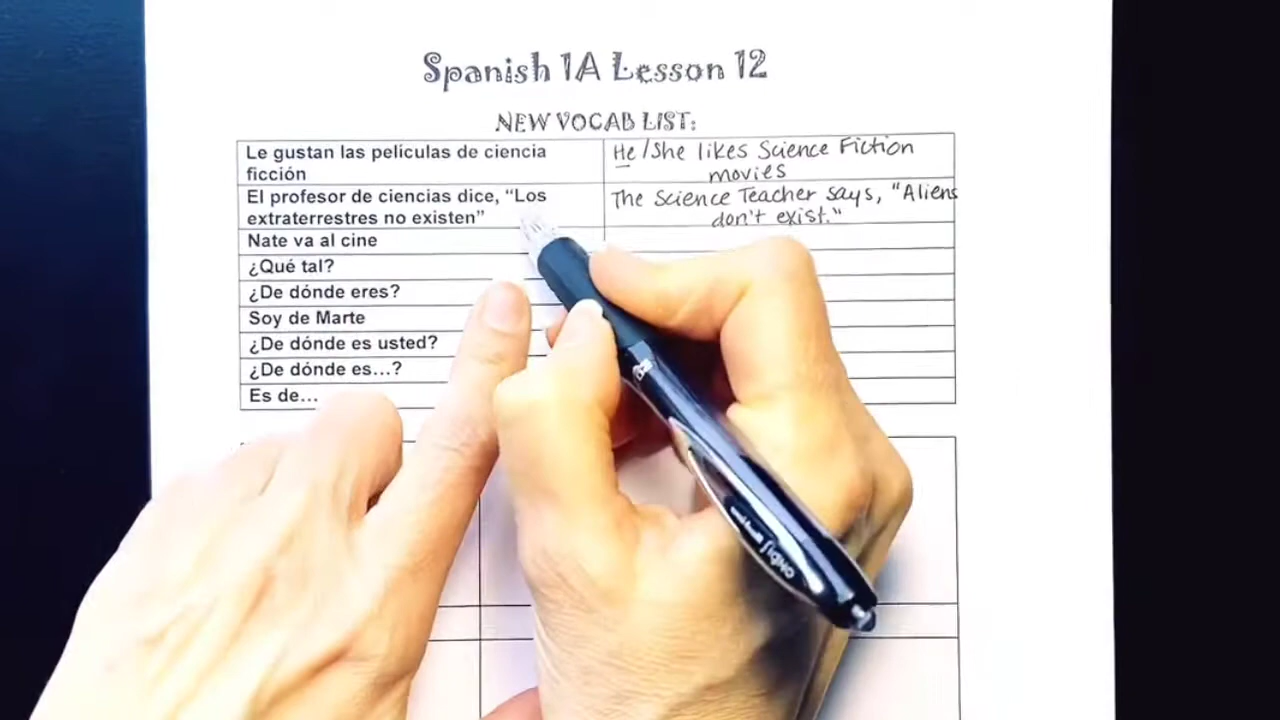 Spanish 1A Lesson 12
NEW VOCAB LIST:
Le gustan las películas de ciencia
ficción
He/She likes Science Fiction
movies
El profesor de ciencias dice, “Los
extraterrestres no existen”
The Science Teacher says, "Aliens
don't exist."
Nate va al cine
¿Qué tal?
¿De dónde eres?
Soy de Marte
¿De dónde es usted?
¿De dónde es…?
Es de…